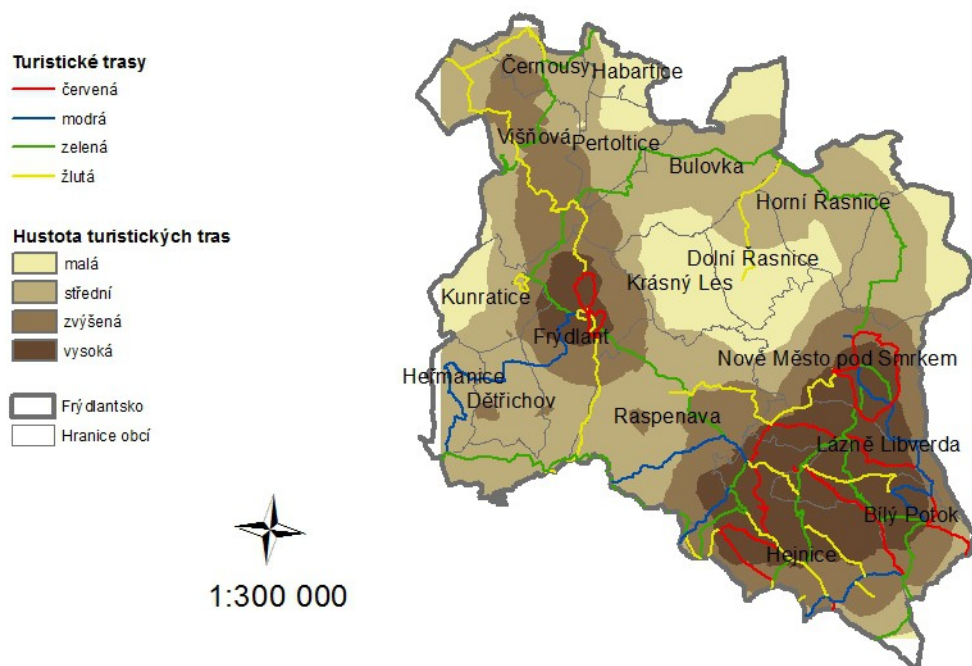 Turistické trasy
červená
modrá
zelená
žlutá
Hustota turistických tras
malá
střední
zvýšená
vysoká
Frýdlantsko
Hranice obcí
1:300 000
Černousy
Habartice
Višňová
Pertoltice
Bulovka
Horní Řasnice
Dolní Řasnice
Krásný Les
Kunratice
Frýdlant
Nové Město pod Smrkem
Heřmanice
Dětřichov
Raspenava
Lázně Libverda
Bílý Potok
Hejnice